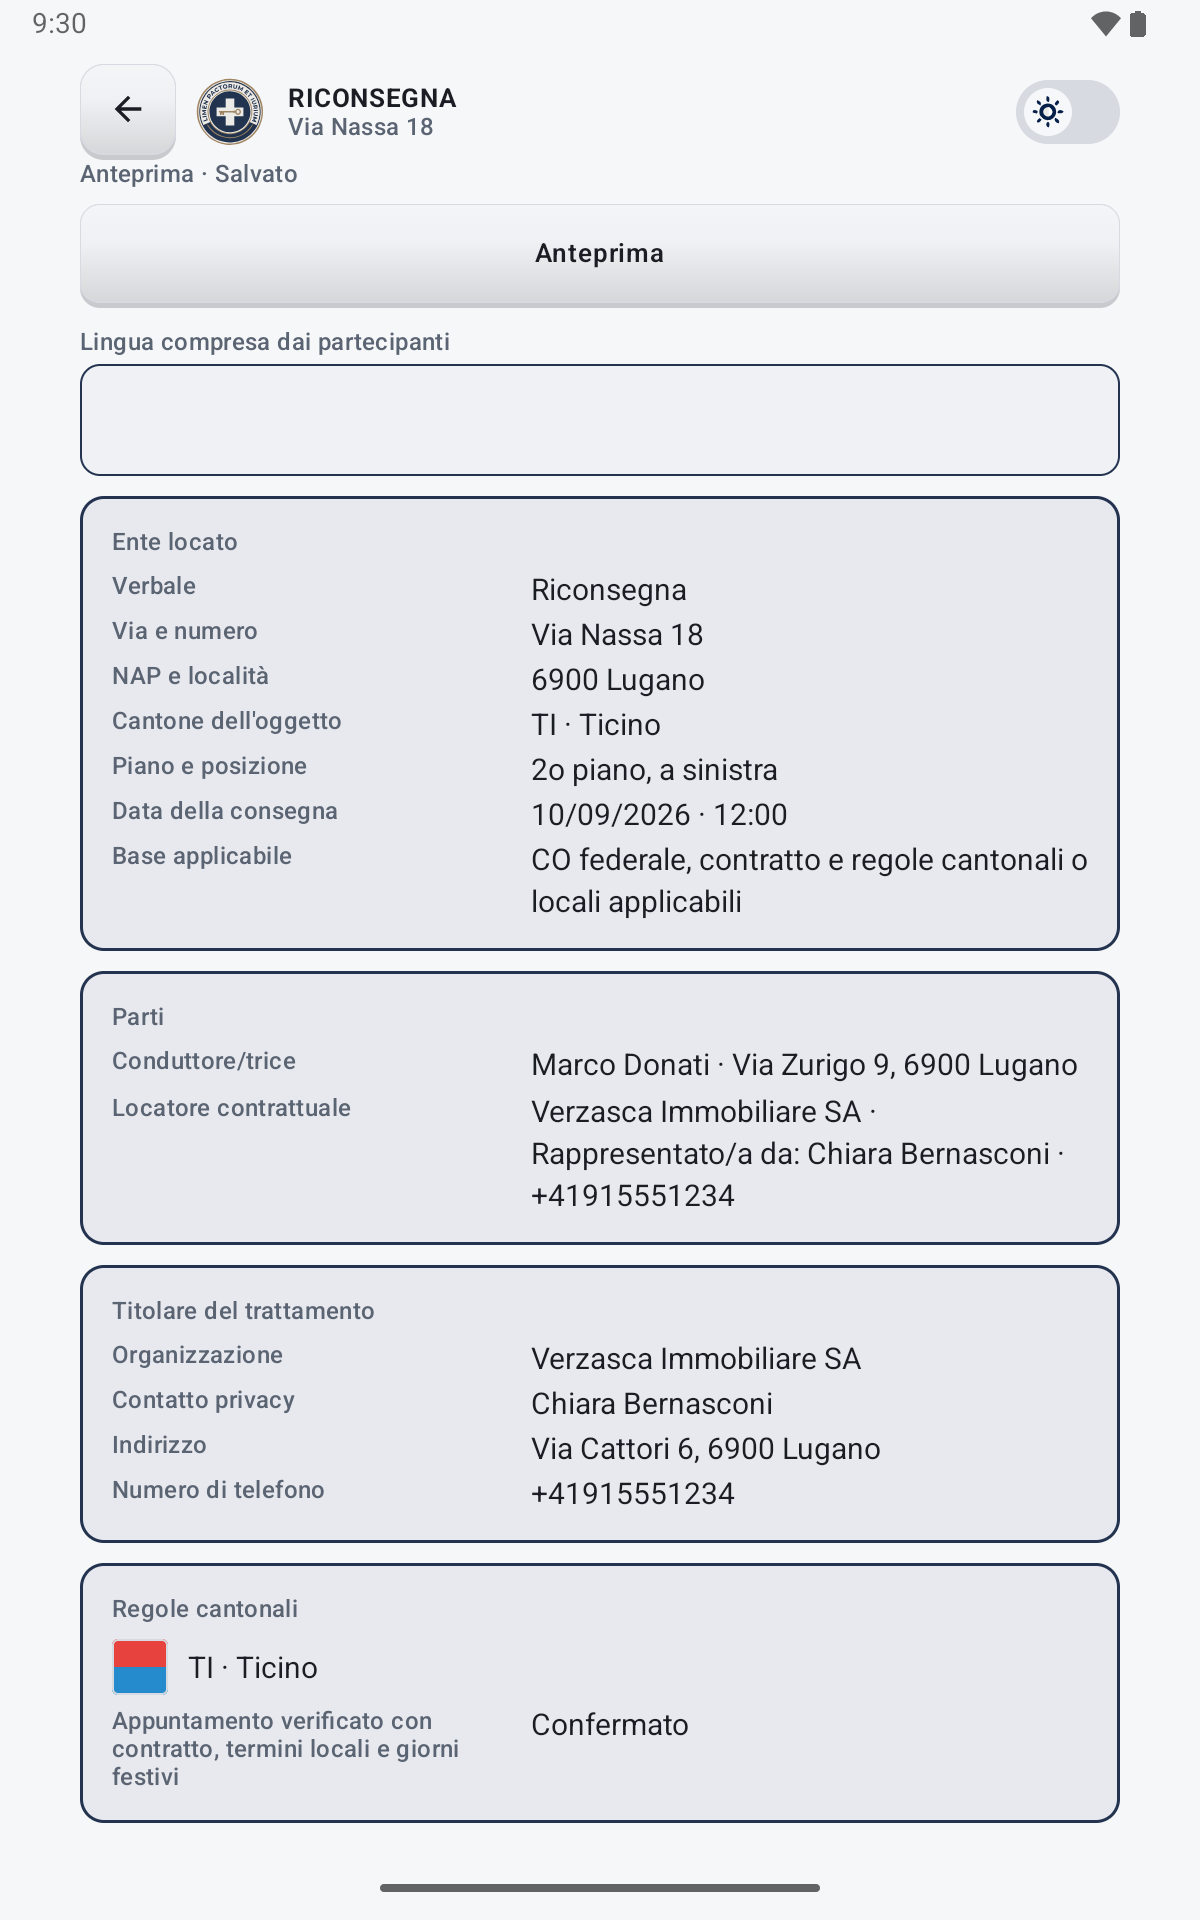 9:30
LIMEN PACTORUM ET IURIUM
RICONSEGNA
Via Nassa 18
Anteprima · Salvato
Anteprima
Lingua compresa dai partecipanti
Ente locato
Verbale
Riconsegna
Via e numero
Via Nassa 18
NAP e località
6900 Lugano
Cantone dell'oggetto
TI · Ticino
Piano e posizione
2o piano, a sinistra
Data della consegna
10/09/2026 · 12:00
Base applicabile
CO federale, contratto e regole cantonali o
locali applicabili
Parti
Conduttore/trice
Marco Donati · Via Zurigo 9, 6900 Lugano
Locatore contrattuale
Verzasca Immobiliare SA ·
Rappresentato/a da: Chiara Bernasconi ·
+41915551234
Titolare del trattamento
Organizzazione
Verzasca Immobiliare SA
Contatto privacy
Chiara Bernasconi
Indirizzo
Via Cattori 6, 6900 Lugano
Numero di telefono
+41915551234
Regole cantonali
TI · Ticino
Appuntamento verificato con
contratto, termini locali e giorni
festivi
Confermato